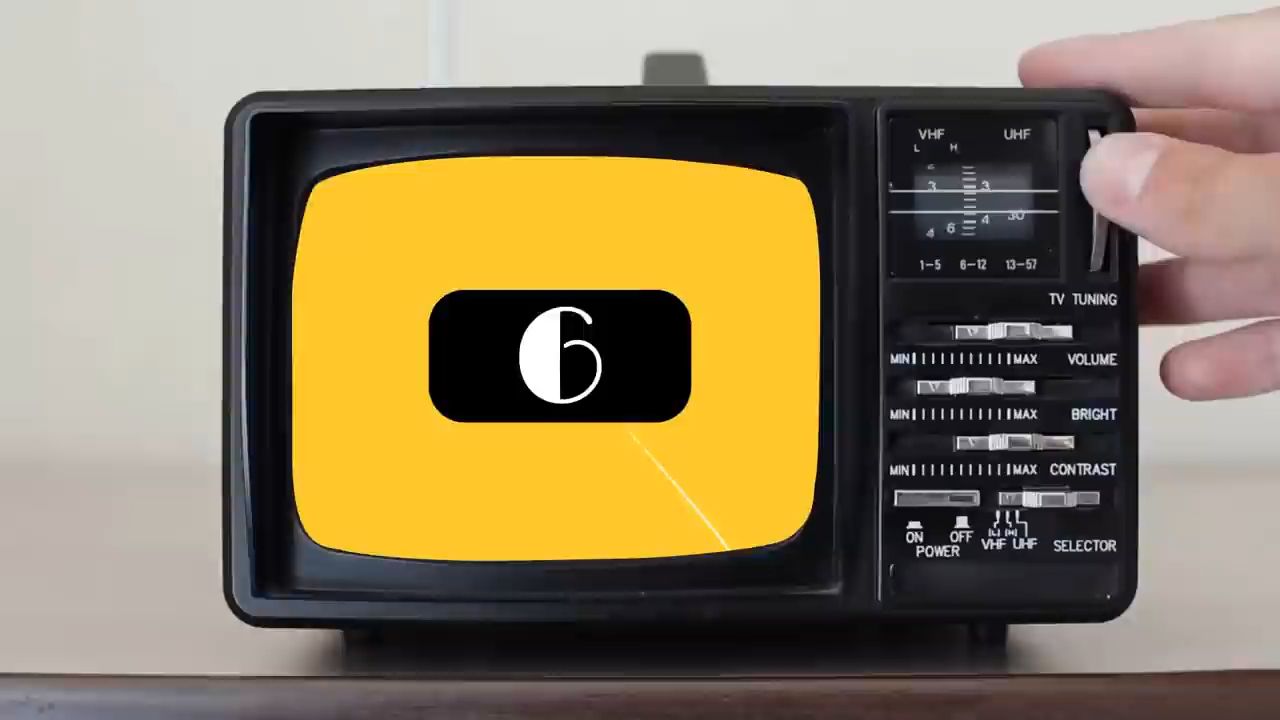 6
VHF UHF
L H
2
3 3
4 30
4 6
1-5 6-12 13-57
TV TUNING
MIN MAX VOLUME
MIN MAX BRIGHT
MIN MAX CONTRAST
ON OFF
POWER
VHF UHF
SELECTOR